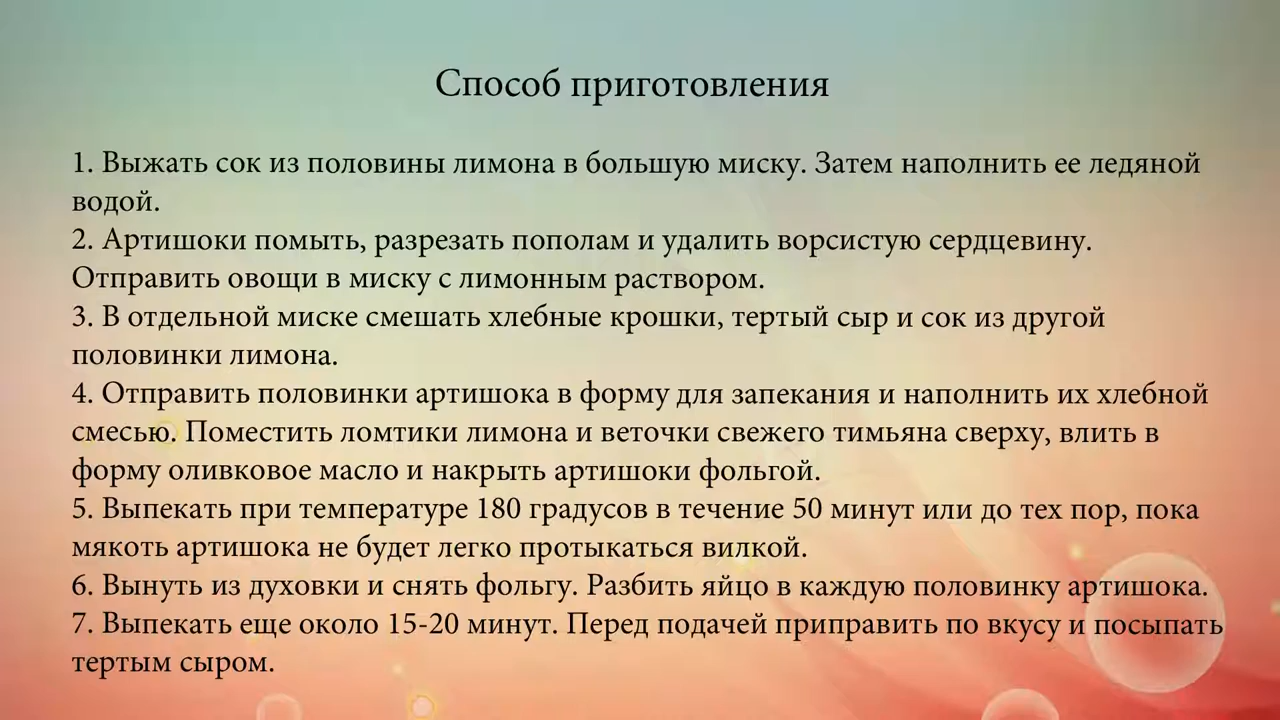 Способ приготовления
1. Выжать сок из половины лимона в большую миску. Затем наполнить ее ледяной
водой.
2. Артишоки помыть, разрезать пополам и удалить ворсистую сердцевину.
Отправить овощи в миску с лимонным раствором.
3. В отдельной миске смешать хлебные крошки, тертый сыр и сок из другой
половинки лимона.
4. Отправить половинки артишока в форму для запекания и наполнить их хлебной
смесью. Поместить ломтики лимона и веточки свежего тимьяна сверху, влить в
форму оливковое масло и накрыть артишоки фольгой.
5. Выпекать при температуре 180 градусов в течение 50 минут или до тех пор, пока
мякоть артишока не будет легко протыкаться вилкой.
6. Вынуть из духовки и снять фольгу. Разбить яйцо в каждую половинку артишока.
7. Выпекать еще около 15-20 минут. Перед подачей приправить по вкусу и посыпать
тертым сыром.